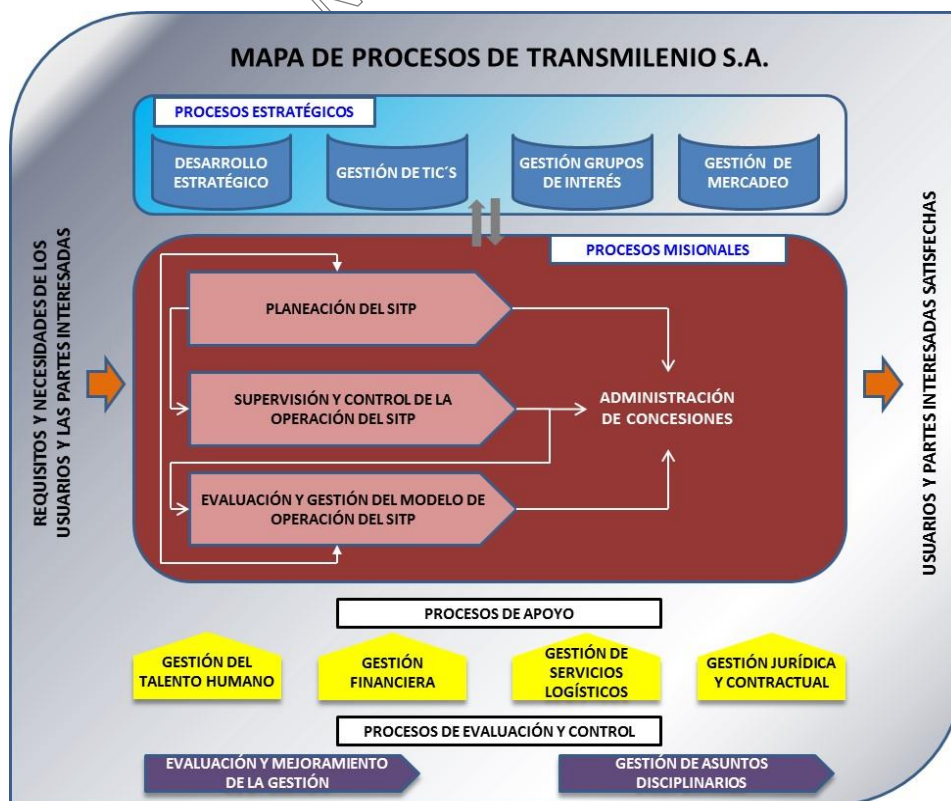 MAPA DE PROCESOS DE TRANSMILENIO S.A.
PROCESOS ESTRATÉGICOS
DESARROLLO
ESTRATÉGICO
GESTIÓN DE TIC´S
GESTIÓN GRUPOS
DE INTERÉS
GESTIÓN DE
MERCADEO
REQUISITOS Y NECESIDADES DE LOS
USUARIOS Y LAS PARTES INTERESADAS
PROCESOS MISIONALES
PLANEACIÓN DEL SITP
SUPERVISIÓN Y CONTROL DE LA
OPERACIÓN DEL SITP
EVALUACIÓN Y GESTIÓN DEL MODELO DE
OPERACIÓN DEL SITP
ADMINISTRACIÓN
DE CONCESIONES
USUARIOS Y PARTES INTERESADAS SATISFECHAS
PROCESOS DE APOYO
GESTIÓN DEL
TALENTO HUMANO
GESTIÓN
FINANCIERA
GESTIÓN DE
SERVICIOS
LOGÍSTICOS
GESTIÓN JURÍDICA
Y CONTRACTUAL
PROCESOS DE EVALUACIÓN Y CONTROL
EVALUACIÓN Y MEJORAMIENTO
DE LA GESTIÓN
GESTIÓN DE ASUNTOS
DISCIPLINARIOS